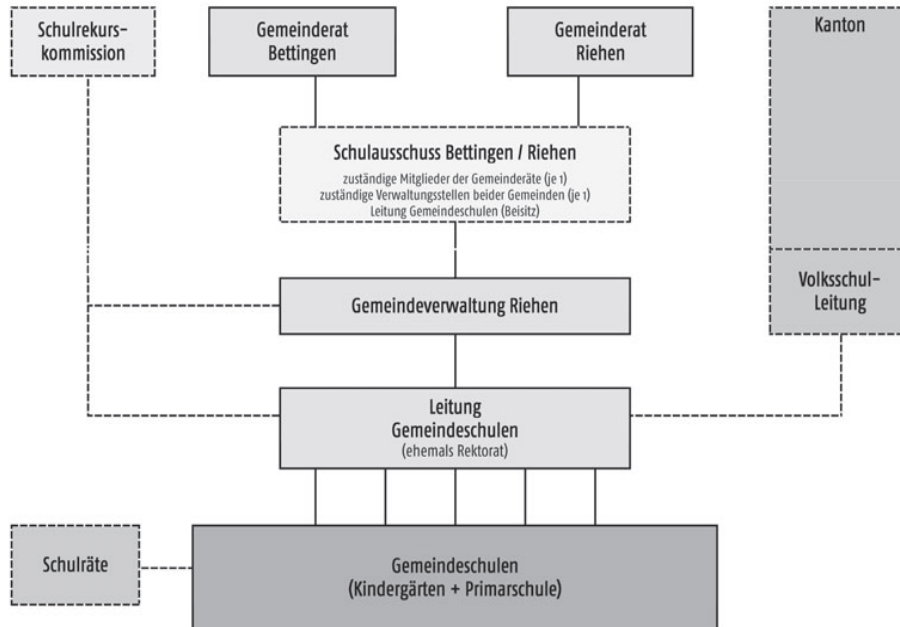 Schulrekurs-
kommission
Gemeinderat
Bettingen
Gemeinderat
Riehen
Kanton
Schulausschuss Bettingen / Riehen
zuständige Mitglieder der Gemeinderäte (je 1)
zuständige Verwaltungsstellen beider Gemeinden (je 1)
Leitung Gemeindeschulen (Beisitz)
Volksschul-
Leitung
Gemeindeverwaltung Riehen
Leitung
Gemeindeschulen
(ehemals Rektorat)
Schulräte
Gemeindeschulen
(Kindergärten + Primarschule)